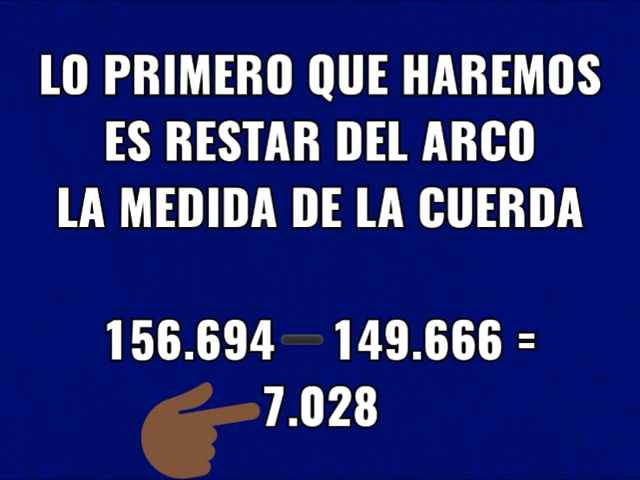 LO PRIMERO QUE HAREMOS
ES RESTAR DEL ARCO
LA MEDIDA DE LA CUERDA
156.694➖149.666 =
7.028